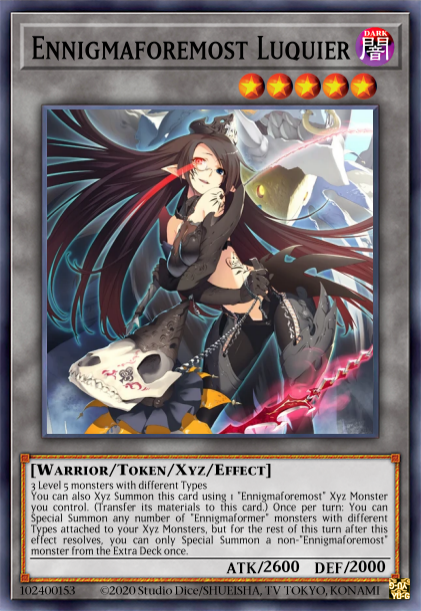 ENNIGMAFOREMOST LUQUIER
DARK
闇
[WARRIOR/TOKEN/XYZ/EFFECT]
3 Level 5 monsters with different Types
You can also Xyz Summon this card using 1 "Ennigmaforemost" Xyz Monster
you control. (Transfer its materials to this card.) Once per turn: You can
Special Summon any number of "Ennigmaformer" monsters with different
Types attached to your Xyz Monsters, but for the rest of this turn after this
effect resolves, you can only Special Summon a non-"Ennigmaforemost"
monster from the Extra Deck once.
ATK/2600 DEF/2000
102400153 ©2020 Studio Dice/SHUEISHA, TV TOKYO, KONAMI